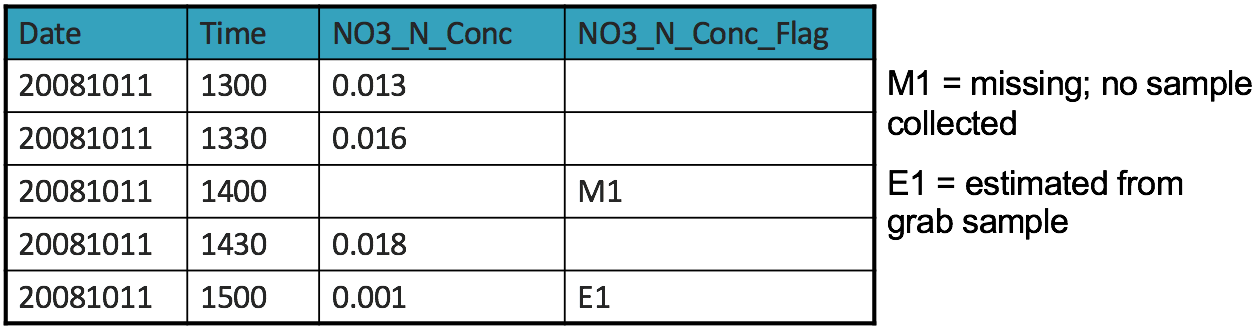 Date Time NO3_N_Conc NO3_N_Conc_Flag
20081011 1300 0.013
20081011 1330 0.016
20081011 1400 M1
20081011 1430 0.018
20081011 1500 0.001 E1
M1 = missing; no sample
collected
E1 = estimated from
grab sample